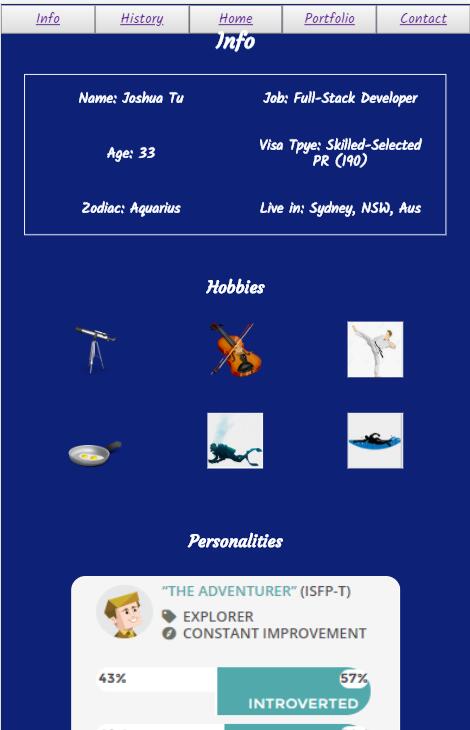 Info History Home Portfolio Contact
Info
Name: Joshua Tu Job: Full-Stack Developer
Age: 33 Visa Tpye: Skilled-Selected
PR (190)
Zodiac: Aquarius Live in: Sydney, NSW, Aus
Hobbies
Personalities
“THE ADVENTURER” (ISFP-T)
EXPLORER
CONSTANT IMPROVEMENT
43% 57%
INTROVERTED